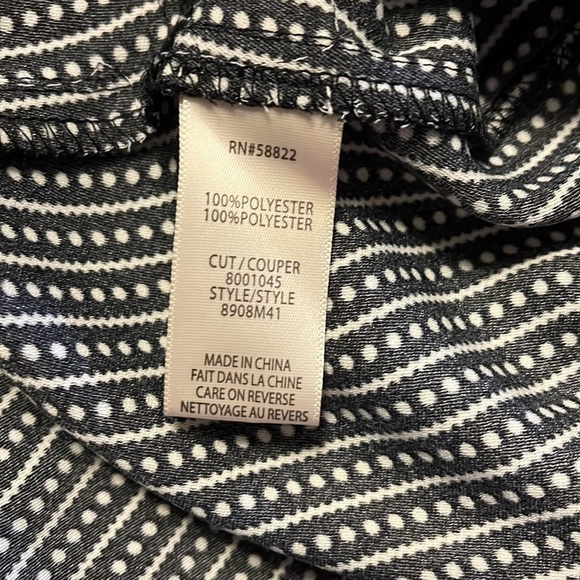 RN#58822
100%POLYESTER
100%POLYESTER
CUT/COUPER
8001045
STYLE/STYLE
8908M41
MADE IN CHINA
FAIT DANS LA CHINE
CARE ON REVERSE
NETTOYAGE AU REVERS